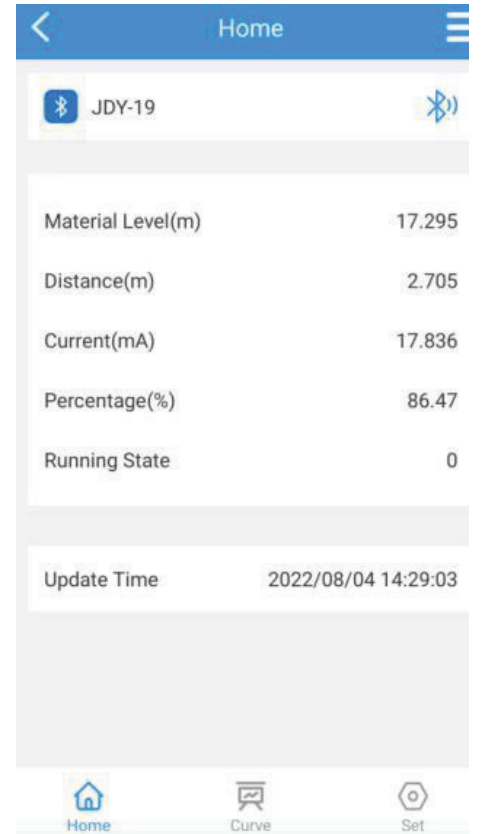 Home
JDY-19
Material Level(m) 17.295
Distance(m) 2.705
Current(mA) 17.836
Percentage(%) 86.47
Running State 0
Update Time 2022/08/04 14:29:03
Home Curve Set